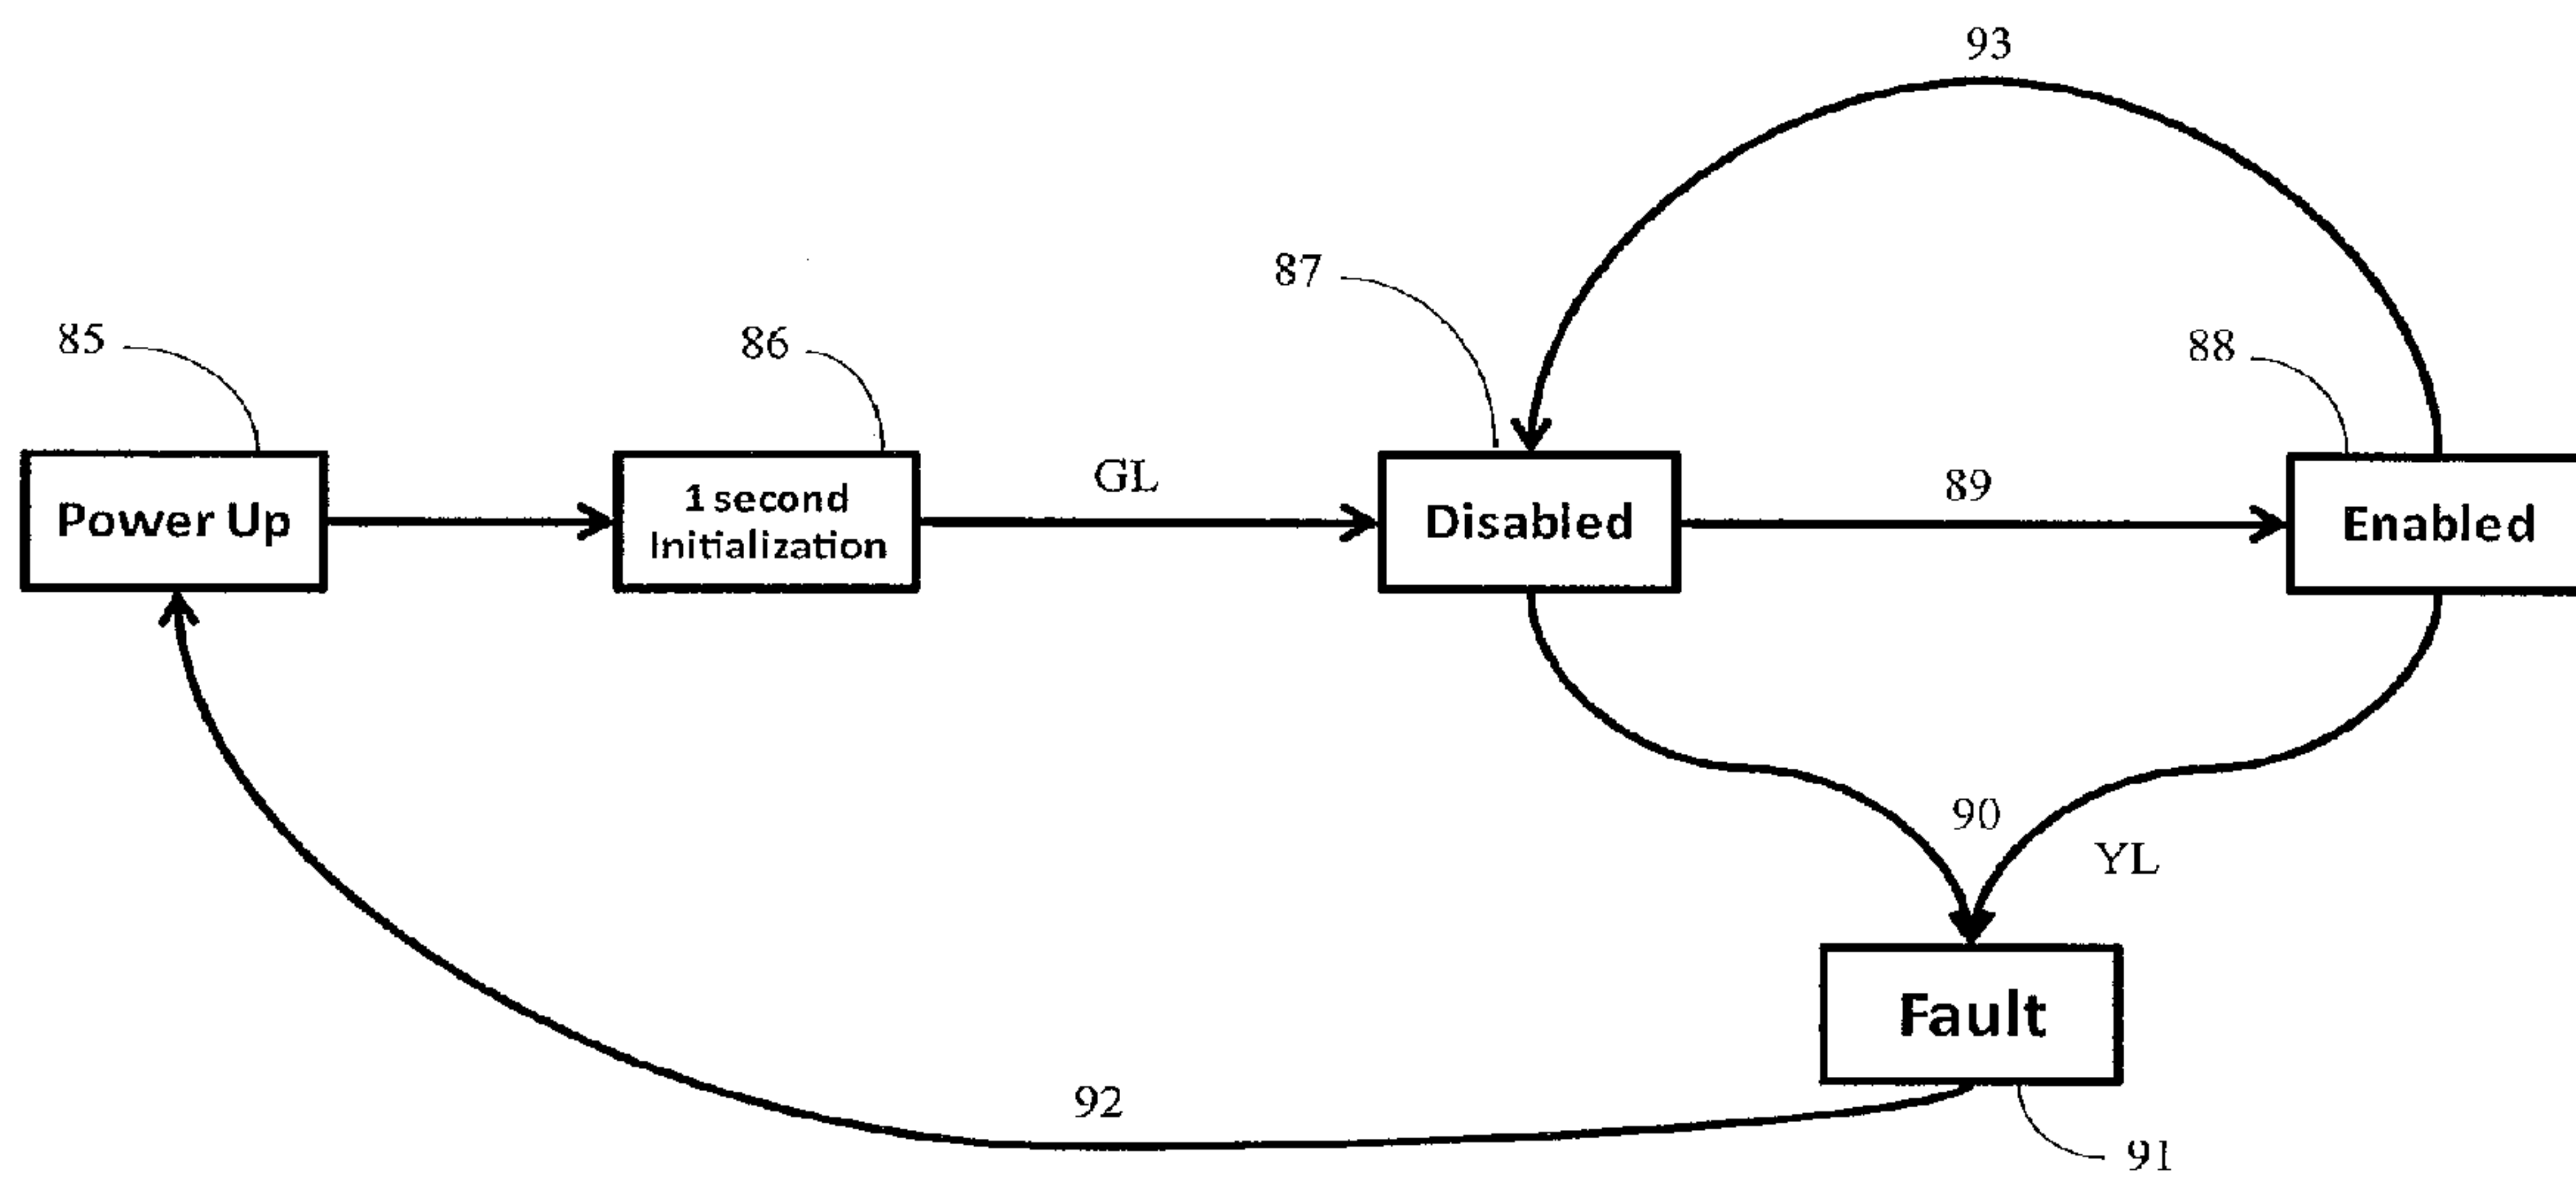 93
87
85
86
88
GL
89
Power Up
1 second
Initialization
Disabled
Enabled
90
YL
Fault
92
91